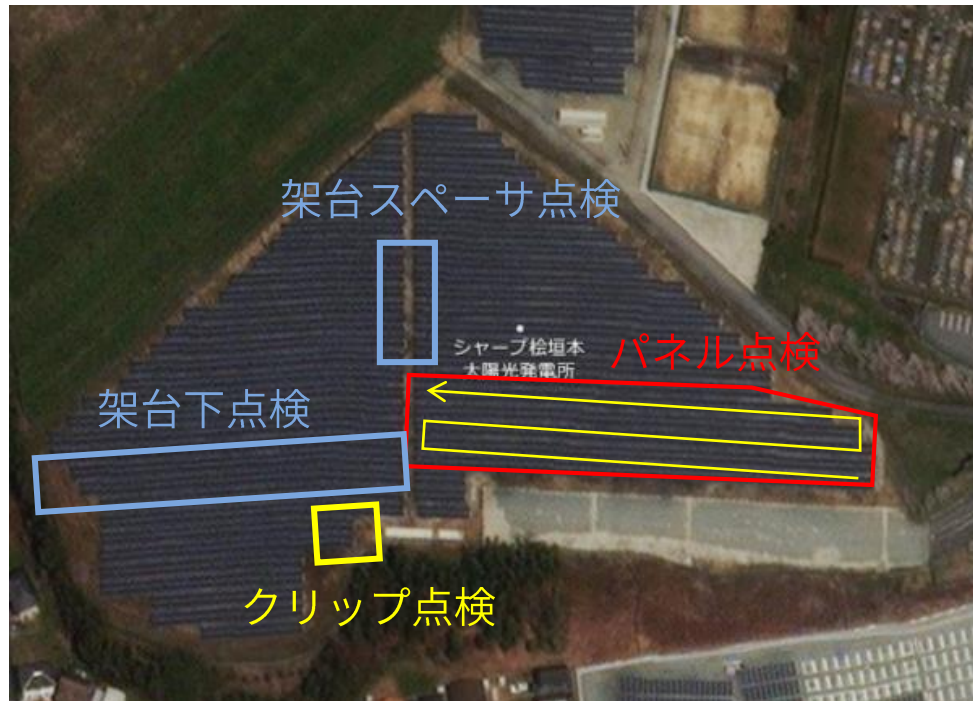 架台スペーサ点検
シャープ桧垣本
太陽光発電所
パネル点検
架台下点検
クリップ点検